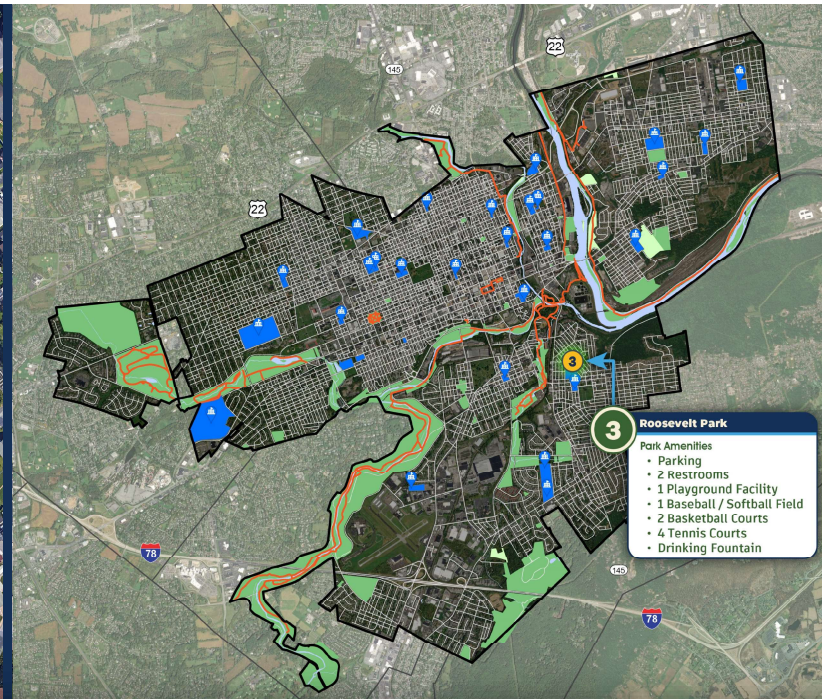 22
145
22
3
3
Roosevelt Park
Park Amenities
• Parking
• 2 Restrooms
• 1 Playground Facility
• 1 Baseball / Softball Field
• 2 Basketball Courts
• 4 Tennis Courts
• Drinking Fountain
78
145
78